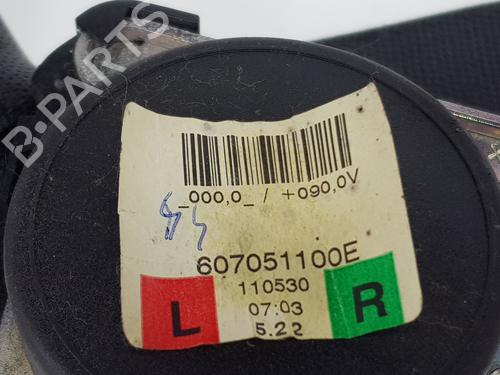 B-PARTS
_000,0_ / +090,0V
607051100E
110530
07:03
5.22
L
R